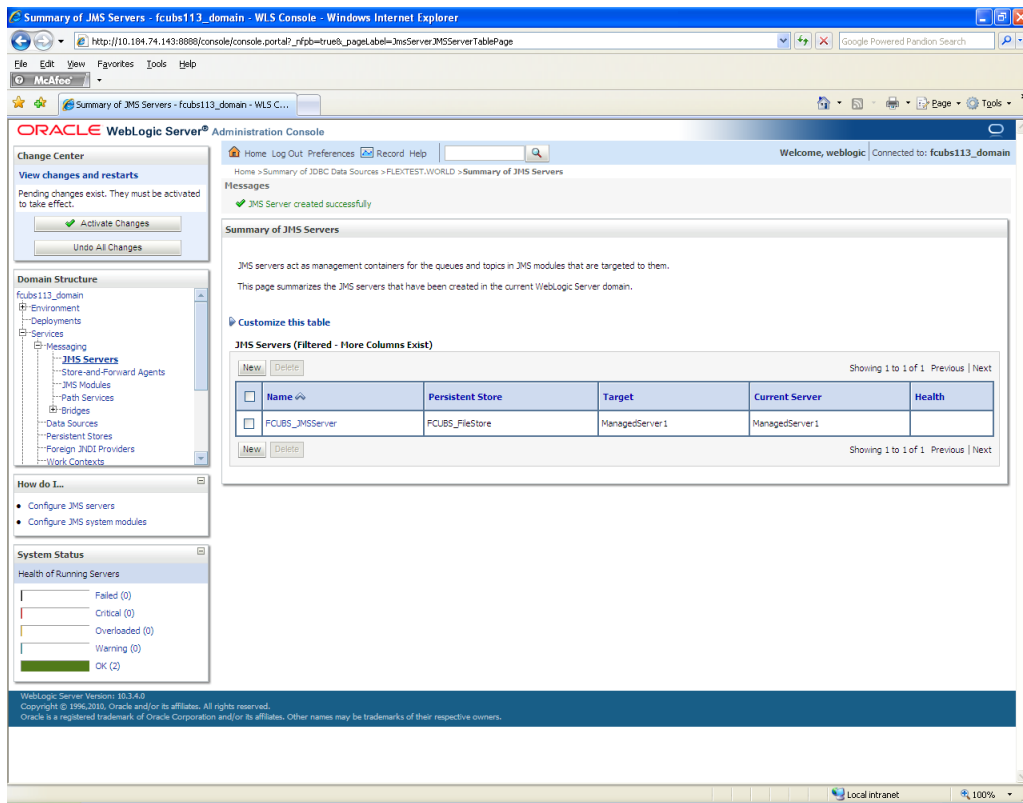 Summary of JMS Servers - fcubs113_domain - WLS Console - Windows Internet Explorer
http://10.184.74.143:8888/console/console.portal?_nfpb=true&_pageLabel=JmsServerJMSServerTablePage
Google Powered Pandion Search
File Edit View Favorites Tools Help
McAfee
Summary of JMS Servers - fcubs113_domain - WLS C...
Page Tools
ORACLE WebLogic Server® Administration Console
Change Center
View changes and restarts
Pending changes exist. They must be activated
to take effect.
Activate Changes
Undo All Changes
Domain Structure
fcubs113_domain
Environment
Deployments
Services
Messaging
JMS Servers
Store-and-Forward Agents
JMS Modules
Path Services
Bridges
Data Sources
Persistent Stores
Foreign JNDI Providers
Work Contexts
How do I...
Configure JMS servers
Configure JMS system modules
System Status
Health of Running Servers
Failed (0)
Critical (0)
Overloaded (0)
Warning (0)
OK (2)
Home Log Out Preferences Record Help
Welcome, weblogic Connected to: fcubs113_domain
Home >Summary of JDBC Data Sources >FLEXTEST.WORLD >Summary of JMS Servers
Messages
JMS Server created successfully
Summary of JMS Servers
JMS servers act as management containers for the queues and topics in JMS modules that are targeted to them.
This page summarizes the JMS servers that have been created in the current WebLogic Server domain.
Customize this table
JMS Servers (Filtered - More Columns Exist)
New Delete Showing 1 to 1 of 1 Previous | Next
Name Persistent Store Target Current Server Health
FCUBS_JMSServer FCUBS_FileStore ManagedServer1 ManagedServer1
New Delete Showing 1 to 1 of 1 Previous | Next
WebLogic Server Version: 10.3.4.0
Copyright © 1996,2010, Oracle and/or its affiliates. All rights reserved.
Oracle is a registered trademark of Oracle Corporation and/or its affiliates. Other names may be trademarks of their respective owners.
Local intranet 100%